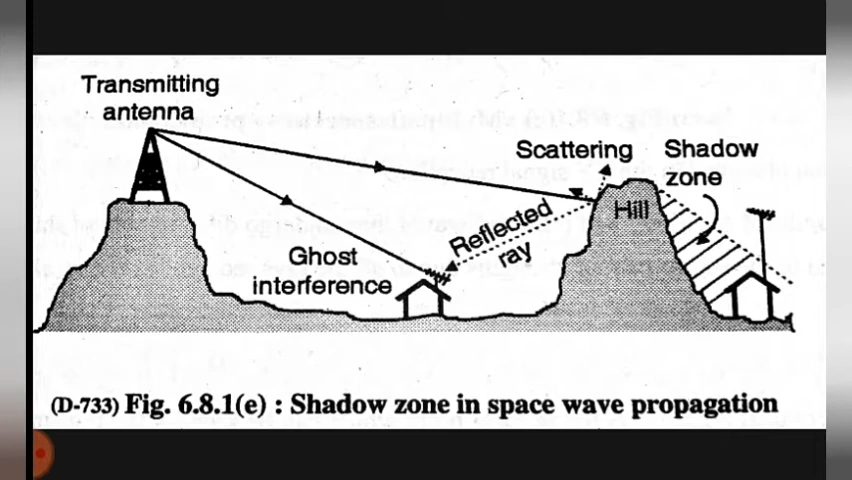 Transmitting
antenna
Scattering
Shadow
zone
Hill
Reflected
ray
Ghost
interference
(D-733) Fig. 6.8.1(e) : Shadow zone in space wave propagation